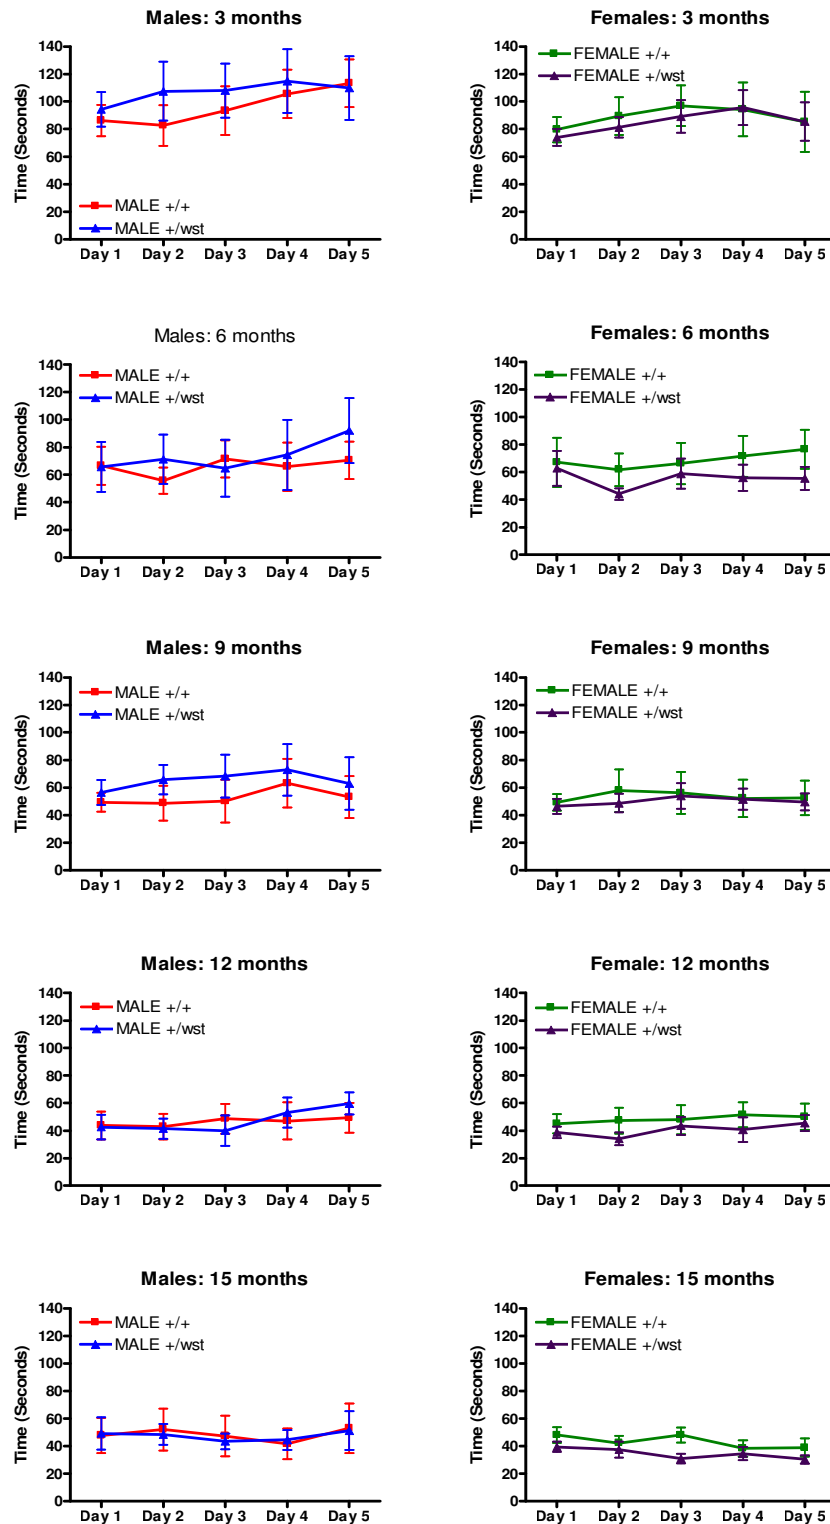 Males: 3 months
Time (Seconds)
140
120
100
80
60
40
20
0
MALE +/+
MALE +/wst
Day 1 Day 2 Day 3 Day 4 Day 5
Females: 3 months
Time (Seconds)
140
120
100
80
60
40
20
0
FEMALE +/+
FEMALE +/wst
Day 1 Day 2 Day 3 Day 4 Day 5
Males: 6 months
Time (Seconds)
140
120
100
80
60
40
20
0
MALE +/+
MALE +/wst
Day 1 Day 2 Day 3 Day 4 Day 5
Females: 6 months
Time (Seconds)
140
120
100
80
60
40
20
0
FEMALE +/+
FEMALE +/wst
Day 1 Day 2 Day 3 Day 4 Day 5
Males: 9 months
Time (Seconds)
140
120
100
80
60
40
20
0
MALE +/+
MALE +/wst
Day 1 Day 2 Day 3 Day 4 Day 5
Females: 9 months
Time (Seconds)
140
120
100
80
60
40
20
0
FEMALE +/+
FEMALE +/wst
Day 1 Day 2 Day 3 Day 4 Day 5
Males: 12 months
Time (Seconds)
140
120
100
80
60
40
20
0
MALE +/+
MALE +/wst
Day 1 Day 2 Day 3 Day 4 Day 5
Female: 12 months
Time (Seconds)
140
120
100
80
60
40
20
0
FEMALE +/+
FEMALE +/wst
Day 1 Day 2 Day 3 Day 4 Day 5
Males: 15 months
Time (Seconds)
140
120
100
80
60
40
20
0
MALE +/+
MALE +/wst
Day 1 Day 2 Day 3 Day 4 Day 5
Females: 15 months
Time (Seconds)
140
120
100
80
60
40
20
0
FEMALE +/+
FEMALE +/wst
Day 1 Day 2 Day 3 Day 4 Day 5